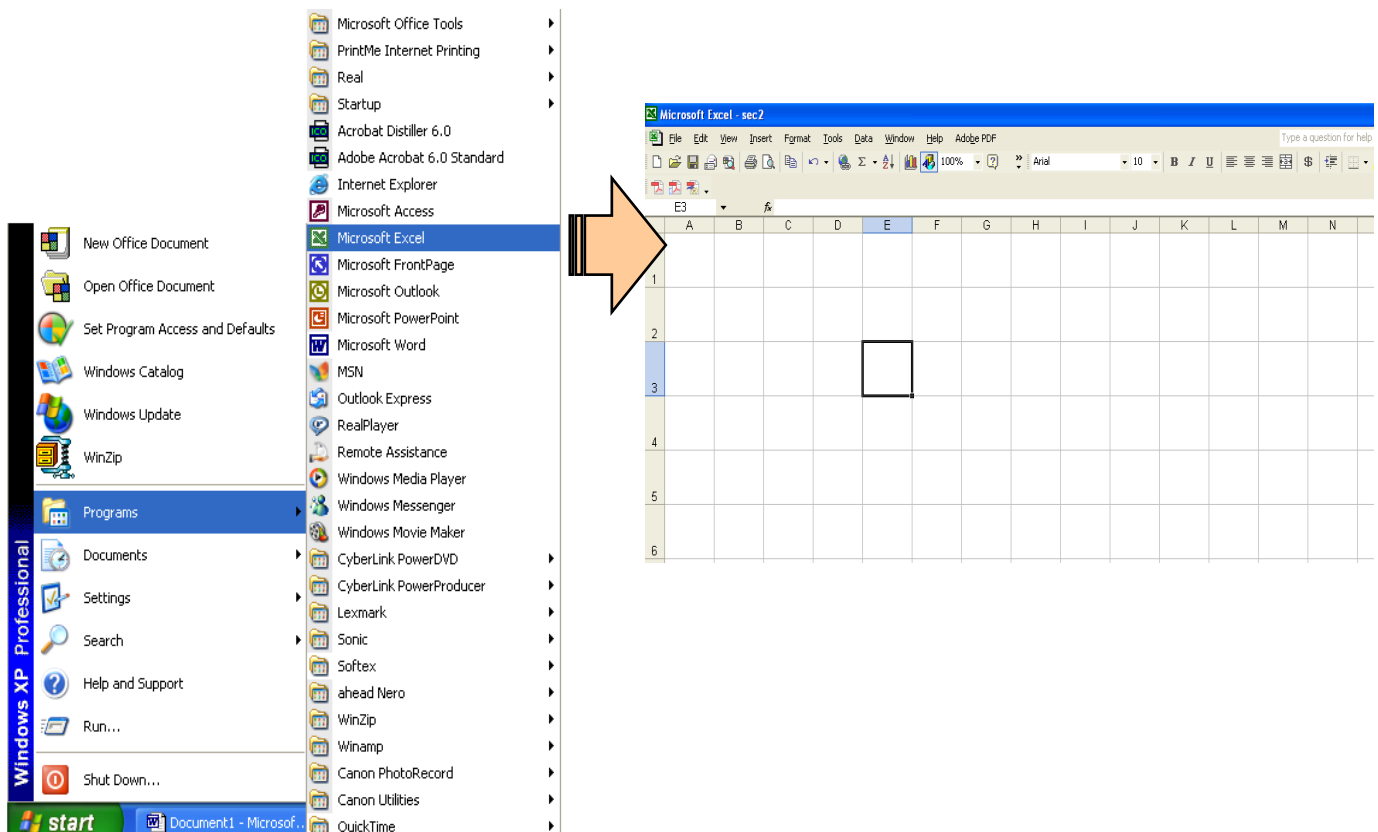 New Office Document
Open Office Document
Set Program Access and Defaults
Windows Catalog
Windows Update
WinZip
Programs
Documents
Settings
Search
Help and Support
Run...
Shut Down...
Windows XP Professional
start
Document1 - Microsof...
Microsoft Office Tools
PrintMe Internet Printing
Real
Startup
Acrobat Distiller 6.0
Adobe Acrobat 6.0 Standard
Internet Explorer
Microsoft Access
Microsoft Excel
Microsoft FrontPage
Microsoft Outlook
Microsoft PowerPoint
Microsoft Word
MSN
Outlook Express
RealPlayer
Remote Assistance
Windows Media Player
Windows Messenger
Windows Movie Maker
CyberLink PowerDVD
CyberLink PowerProducer
Lexmark
Sonic
Softex
ahead Nero
WinZip
Winamp
Canon PhotoRecord
Canon Utilities
QuickTime
Microsoft Excel - sec2
File Edit View Insert Format Tools Data Window Help Adobe PDF Type a question for help
100% Arial 10 B I U $
E3 fx
A B C D E F G H I J K L M N
1
2
3
4
5
6